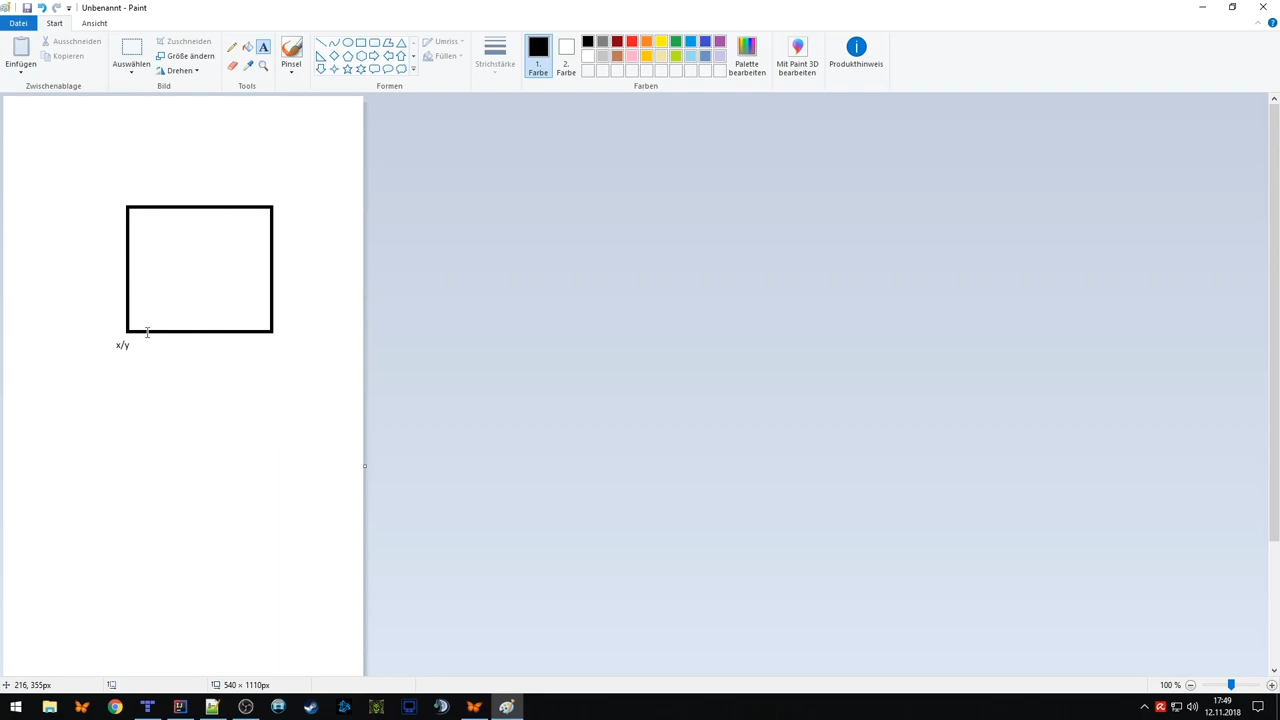 Unbenannt - Paint
Datei
Start
Ansicht
Einfügen
Ausschneiden
Kopieren
Zwischenablage
Auswählen
Zuschneiden
Größe ändern
Drehen
Bild
A
Tools
Pinsel
Umriss
Füllen
Formen
Strichstärke
1.
Farbe
2.
Farbe
Farben
Palette
bearbeiten
Mit Paint 3D
bearbeiten
Produkthinweis
x/y
216, 355px
540 × 1110px
100 %
17:49
12.11.2018